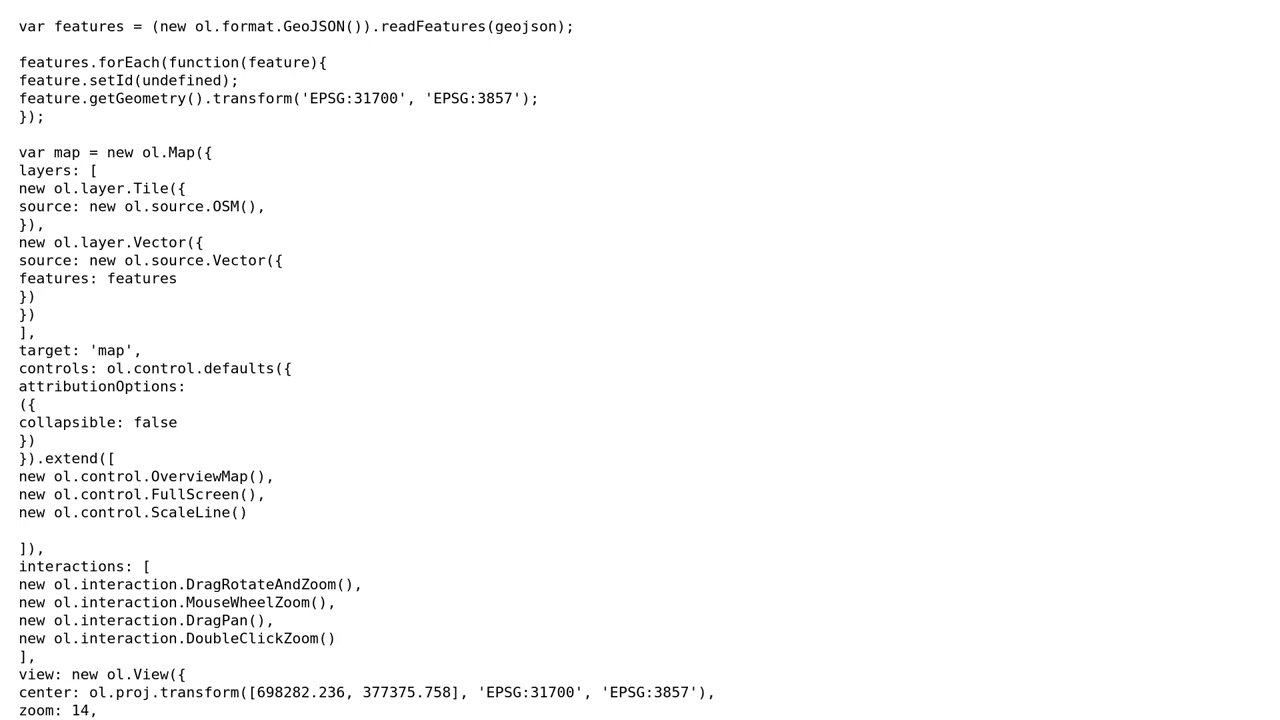 var features = (new ol.format.GeoJSON()).readFeatures(geojson);
features.forEach(function(feature){
feature.setId(undefined);
feature.getGeometry().transform('EPSG:31700', 'EPSG:3857');
});
var map = new ol.Map({
layers: [
new ol.layer.Tile({
source: new ol.source.OSM(),
}),
new ol.layer.Vector({
source: new ol.source.Vector({
features: features
})
})
],
target: 'map',
controls: ol.control.defaults({
attributionOptions:
({
collapsible: false
})
}).extend([
new ol.control.OverviewMap(),
new ol.control.FullScreen(),
new ol.control.ScaleLine()
]),
interactions: [
new ol.interaction.DragRotateAndZoom(),
new ol.interaction.MouseWheelZoom(),
new ol.interaction.DragPan(),
new ol.interaction.DoubleClickZoom()
],
view: new ol.View({
center: ol.proj.transform([698282.236, 377375.758], 'EPSG:31700', 'EPSG:3857'),
zoom: 14,